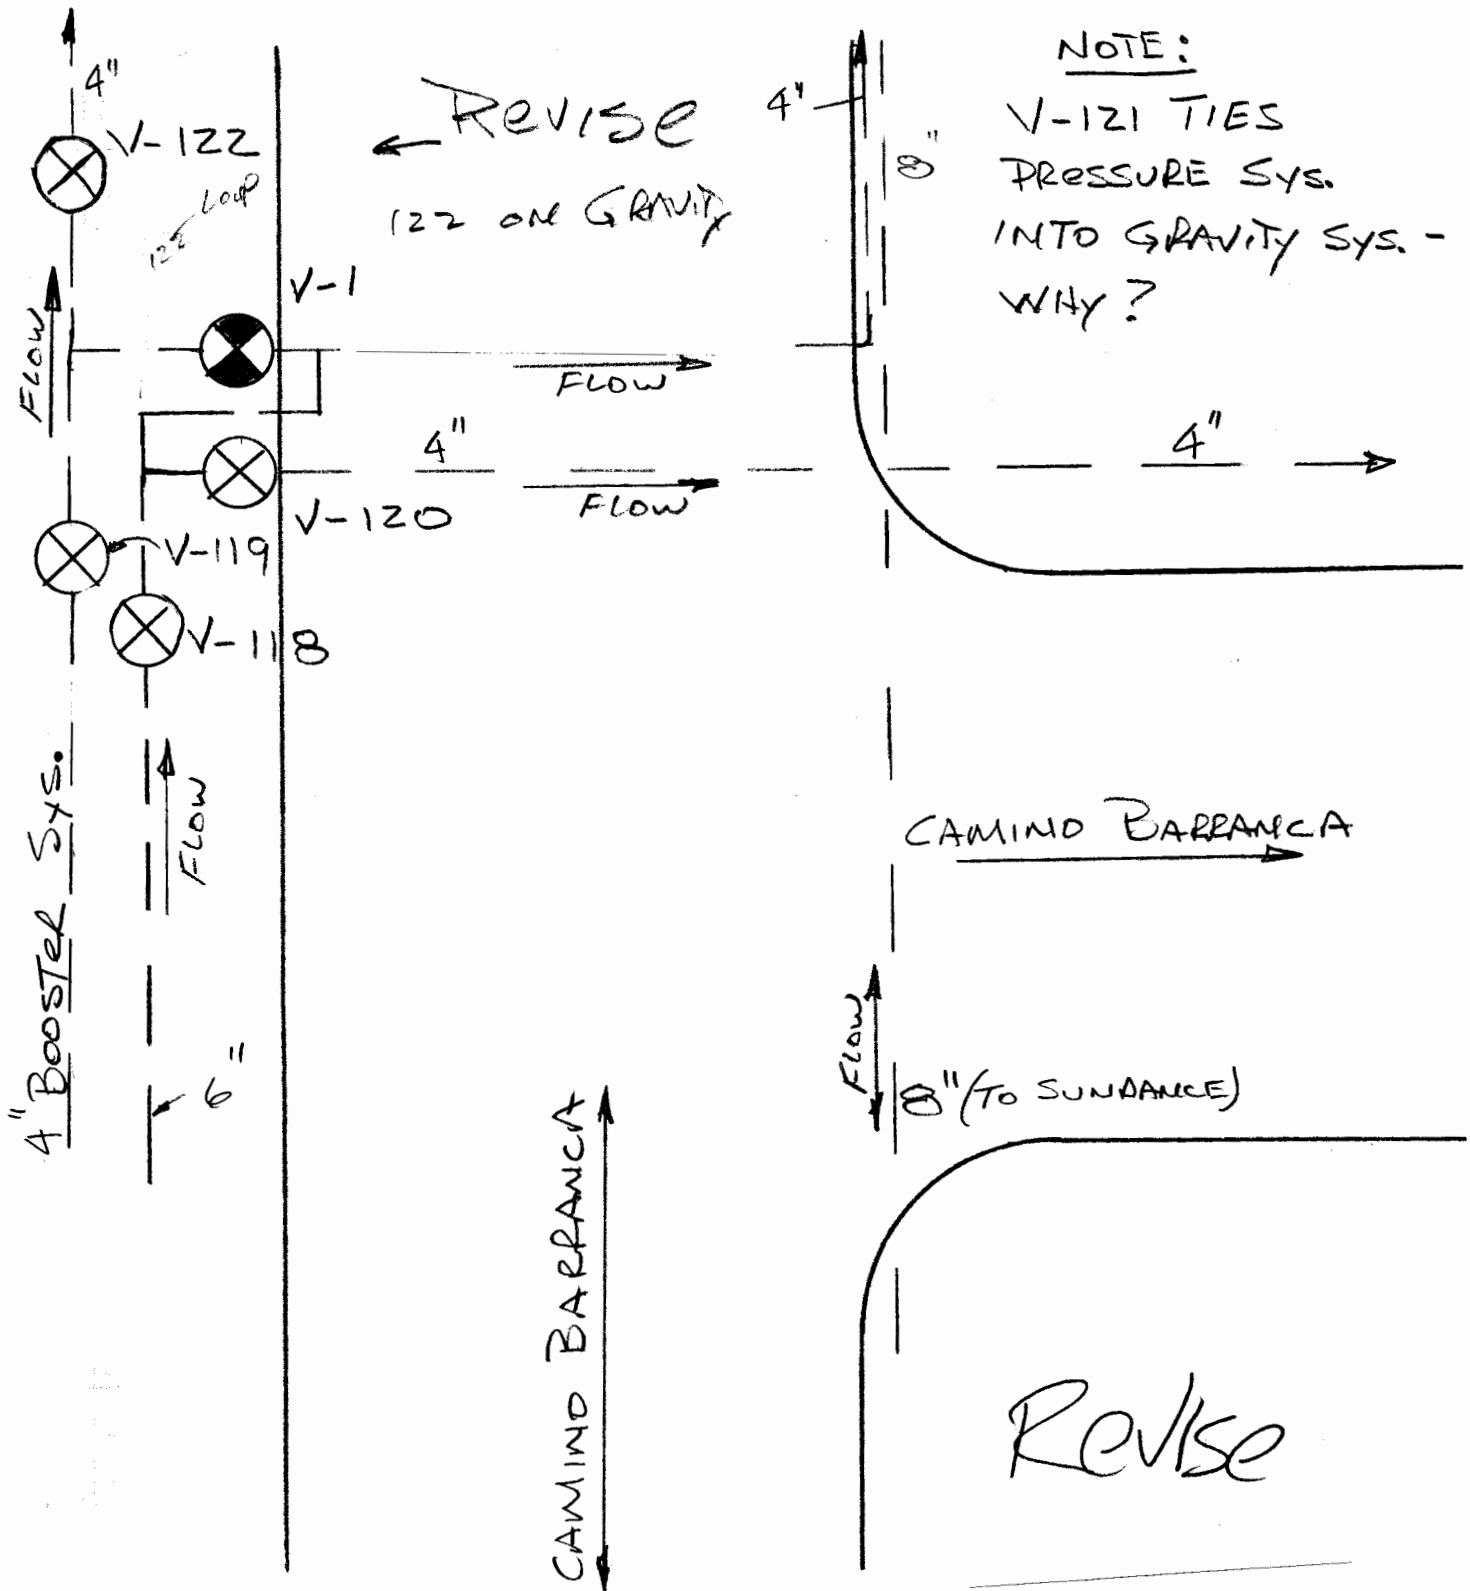 4"
V-122
122 LOOP
FLOW
← Revise
122 ON GRAVITY
V-1
FLOW
4"
8"
NOTE:
V-121 TIES
PRESSURE SYS.
INTO GRAVITY SYS. -
WHY?
4"
FLOW
4"
V-120
V-119
V-118
4" BOOSTER SYS.
FLOW
6"
CAMINO BARRANCA
CAMINO BARRANCA
FLOW
8" (TO SUNDANCE)
Revise